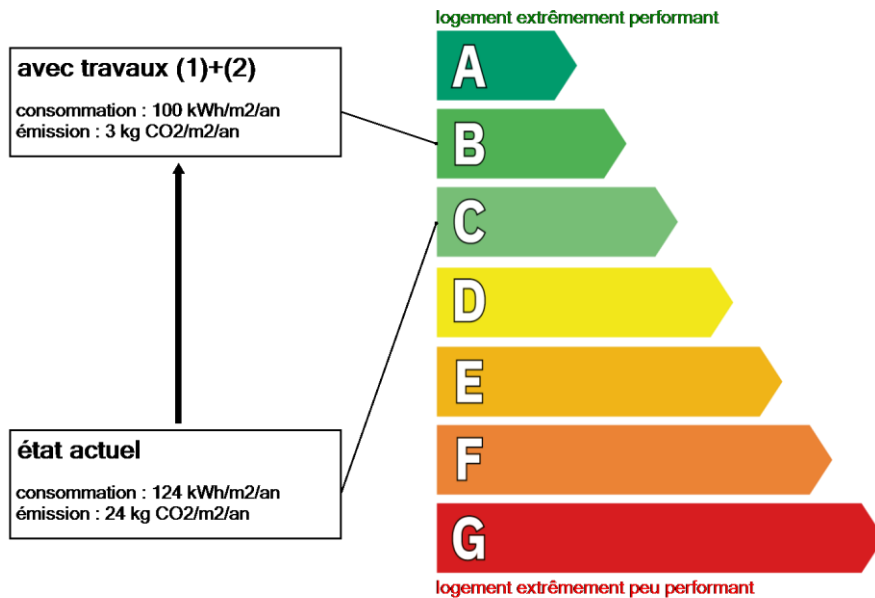 logement extrêmement performant
avec travaux (1)+(2)
consommation : 100 kWh/m2/an
émission : 3 kg CO2/m2/an
A
B
C
D
E
F
G
état actuel
consommation : 124 kWh/m2/an
émission : 24 kg CO2/m2/an
logement extrêmement peu performant